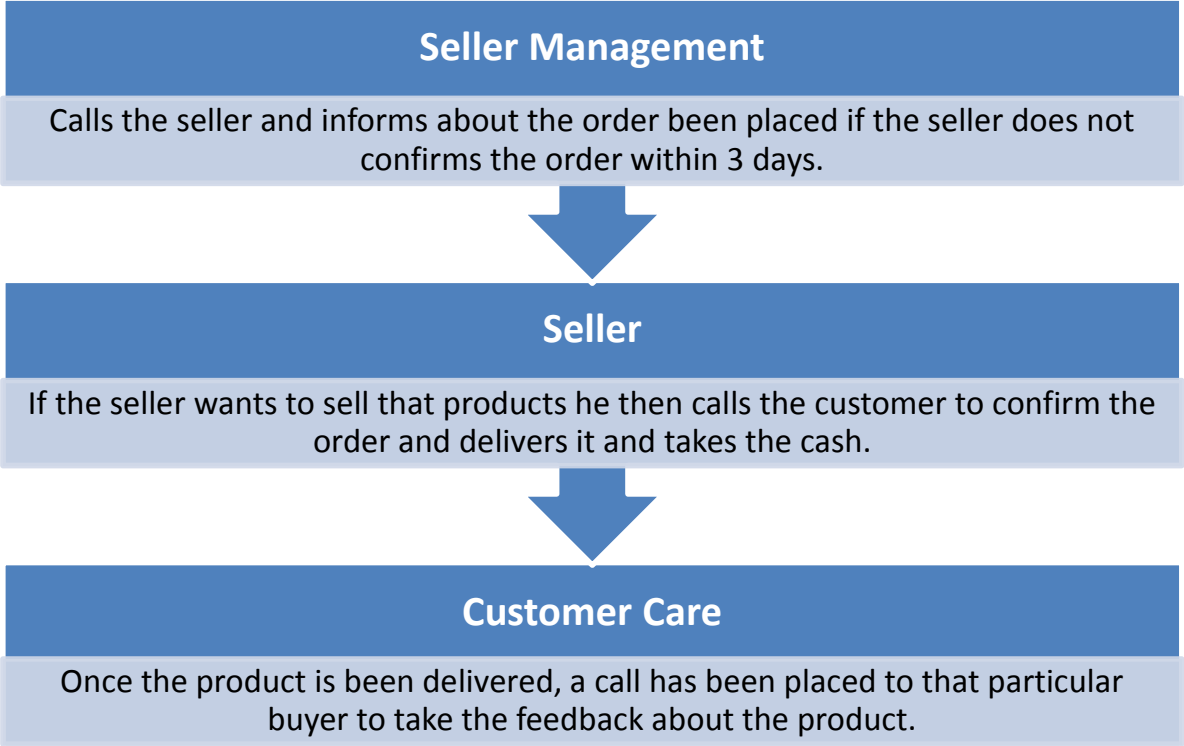 Seller Management
Calls the seller and informs about the order been placed if the seller does not
confirms the order within 3 days.
Seller
If the seller wants to sell that products he then calls the customer to confirm the
order and delivers it and takes the cash.
Customer Care
Once the product is been delivered, a call has been placed to that particular
buyer to take the feedback about the product.